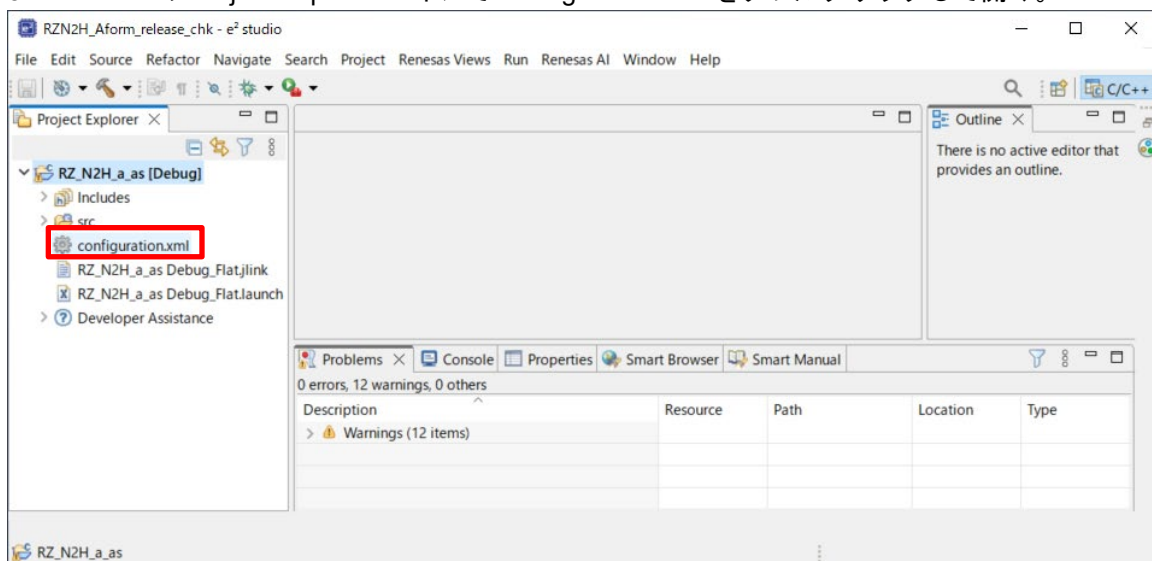 RZN2H_Aform_release_chk - e² studio
File Edit Source Refactor Navigate Search Project Renesas Views Run Renesas AI Window Help
C/C++
Project Explorer
Outline
There is no active editor that
provides an outline.
RZ_N2H_a_as [Debug]
Includes
src
configuration.xml
RZ_N2H_a_as Debug_Flat.jlink
RZ_N2H_a_as Debug_Flat.launch
Developer Assistance
Problems Console Properties Smart Browser Smart Manual
0 errors, 12 warnings, 0 others
Description Resource Path Location Type
Warnings (12 items)
RZ_N2H_a_as